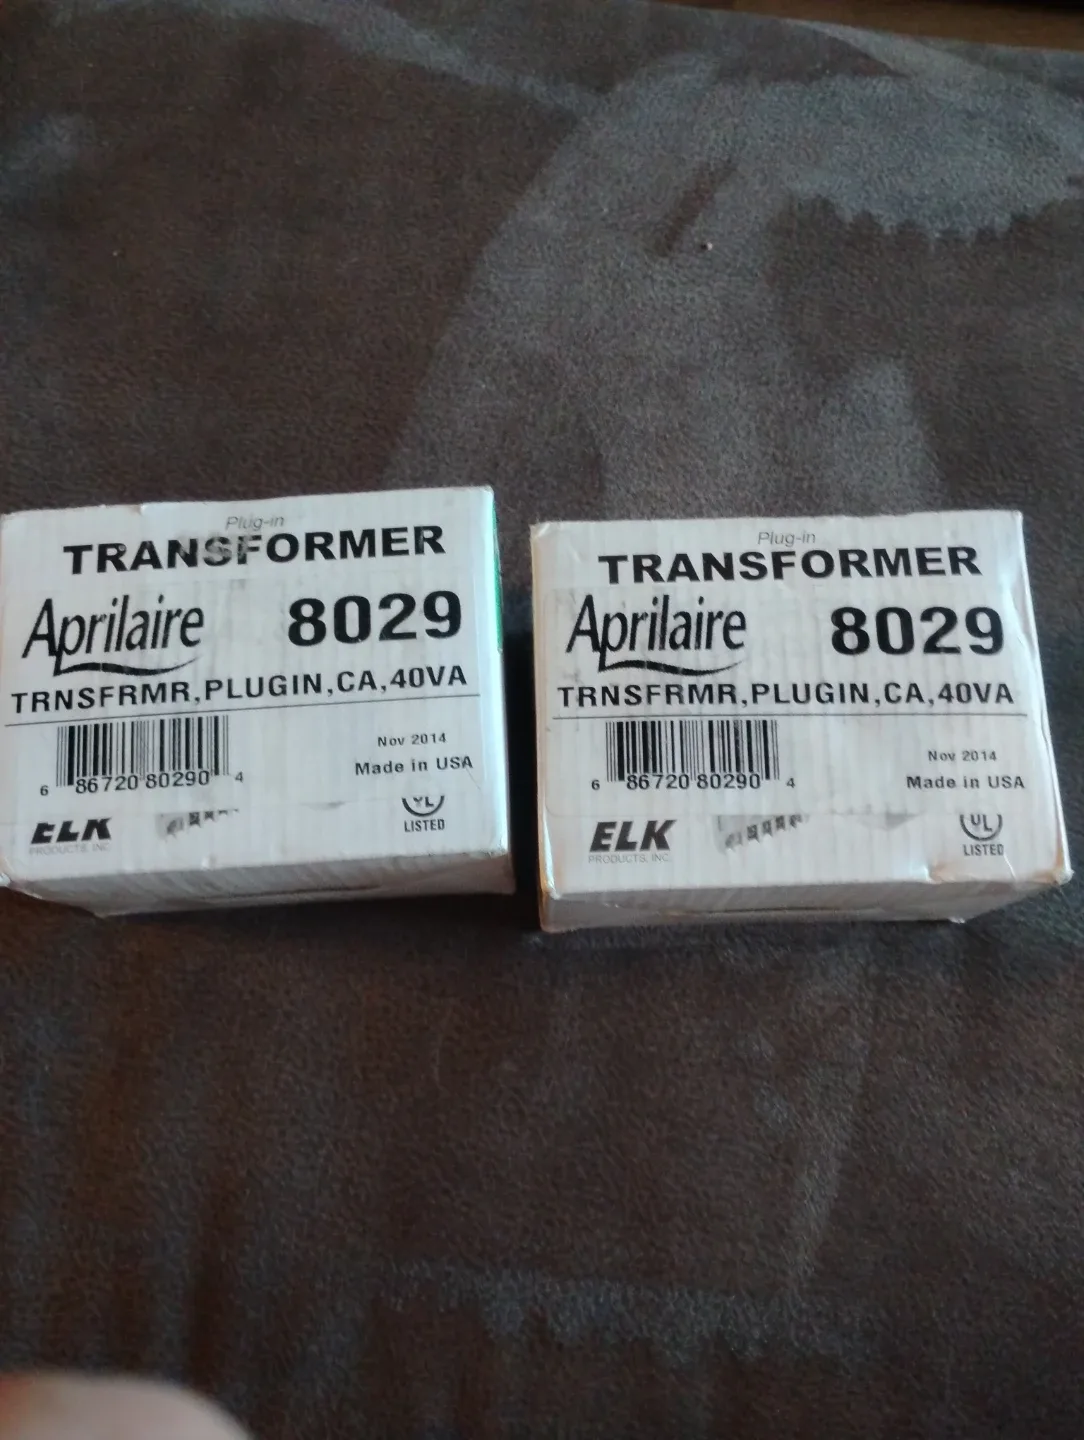 Plug-in
TRANSFORMER
Aprilaire 8029
TRNSFRMR,PLUGIN,CA,40VA
Nov 2014
Made in USA
6 86720 80290 4
ELK
PRODUCTS, INC.
UL
LISTED
Plug-in
TRANSFORMER
Aprilaire 8029
TRNSFRMR,PLUGIN,CA,40VA
Nov 2014
Made in USA
6 86720 80290 4
ELK
PRODUCTS, INC.
UL
LISTED